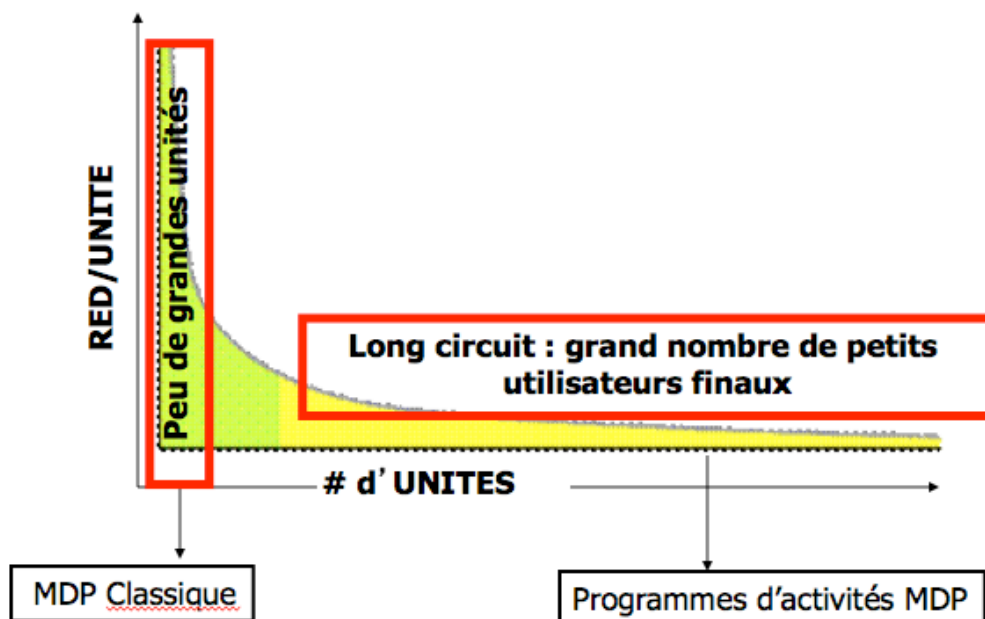 RED/UNITE
Peu de grandes unités
Long circuit : grand nombre de petits
utilisateurs finaux
# d’UNITES
MDP Classique
Programmes d’activités MDP